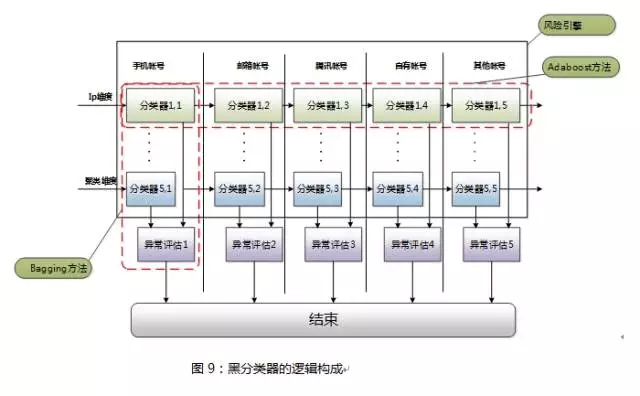 风险引擎
手机帐号 邮箱帐号 腾讯帐号 自有帐号 其他帐号
Adaboost方法
Ip维度
分类器1,1 分类器1,2 分类器1,3 分类器1,4 分类器1,5
聚类维度
分类器5,1 分类器5,2 分类器5,3 分类器5,4 分类器5,5
异常评估1 异常评估2 异常评估3 异常评估4 异常评估5
Bagging方法
结束
图 9：黑分类器的逻辑构成